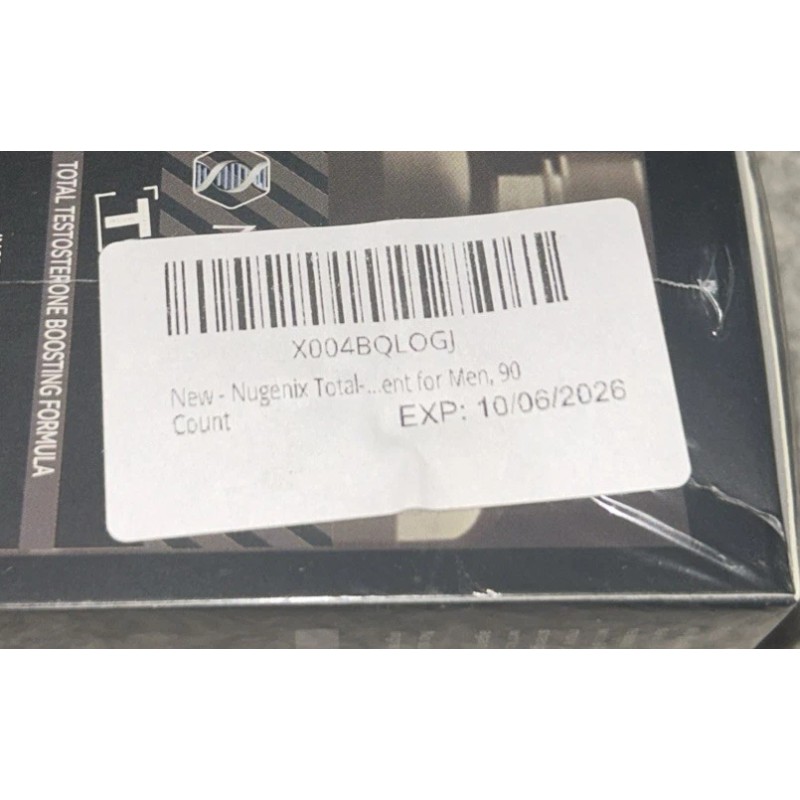 X004BQLOGJ
New - Nugenix Total-...ent for Men, 90
Count
EXP: 10/06/2026
TOTAL TESTOSTERONE BOOSTING FORMULA